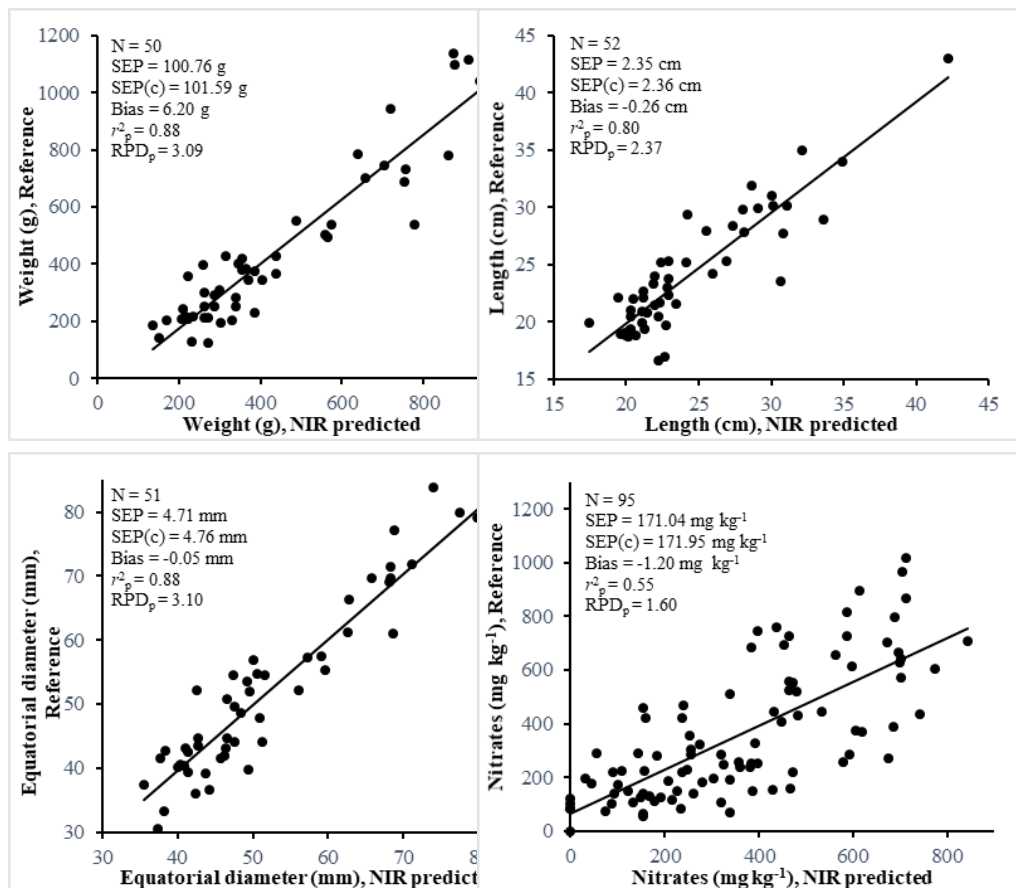 1200
1000
800
600
400
200
0
N = 50
SEP = 100.76 g
SEP(c) = 101.59 g
Bias = 6.20 g
r²ₚ = 0.88
RPDₚ = 3.09
Weight (g), Reference
0 200 400 600 800
Weight (g), NIR predicted
45
40
35
30
25
20
15
N = 52
SEP = 2.35 cm
SEP(c) = 2.36 cm
Bias = -0.26 cm
r²ₚ = 0.80
RPDₚ = 2.37
Length (cm), Reference
15 20 25 30 35 40 45
Length (cm), NIR predicted
80
70
60
50
40
30
N = 51
SEP = 4.71 mm
SEP(c) = 4.76 mm
Bias = -0.05 mm
r²ₚ = 0.88
RPDₚ = 3.10
Equatorial diameter (mm),
Reference
30 40 50 60 70 8
Equatorial diameter (mm), NIR predict
1200
1000
800
600
400
200
0
N = 95
SEP = 171.04 mg kg⁻¹
SEP(c) = 171.95 mg kg⁻¹
Bias = -1.20 mg kg⁻¹
r²ₚ = 0.55
RPDₚ = 1.60
Nitrates (mg kg⁻¹), Reference
0 200 400 600 800
Nitrates (mg kg⁻¹), NIR predicted